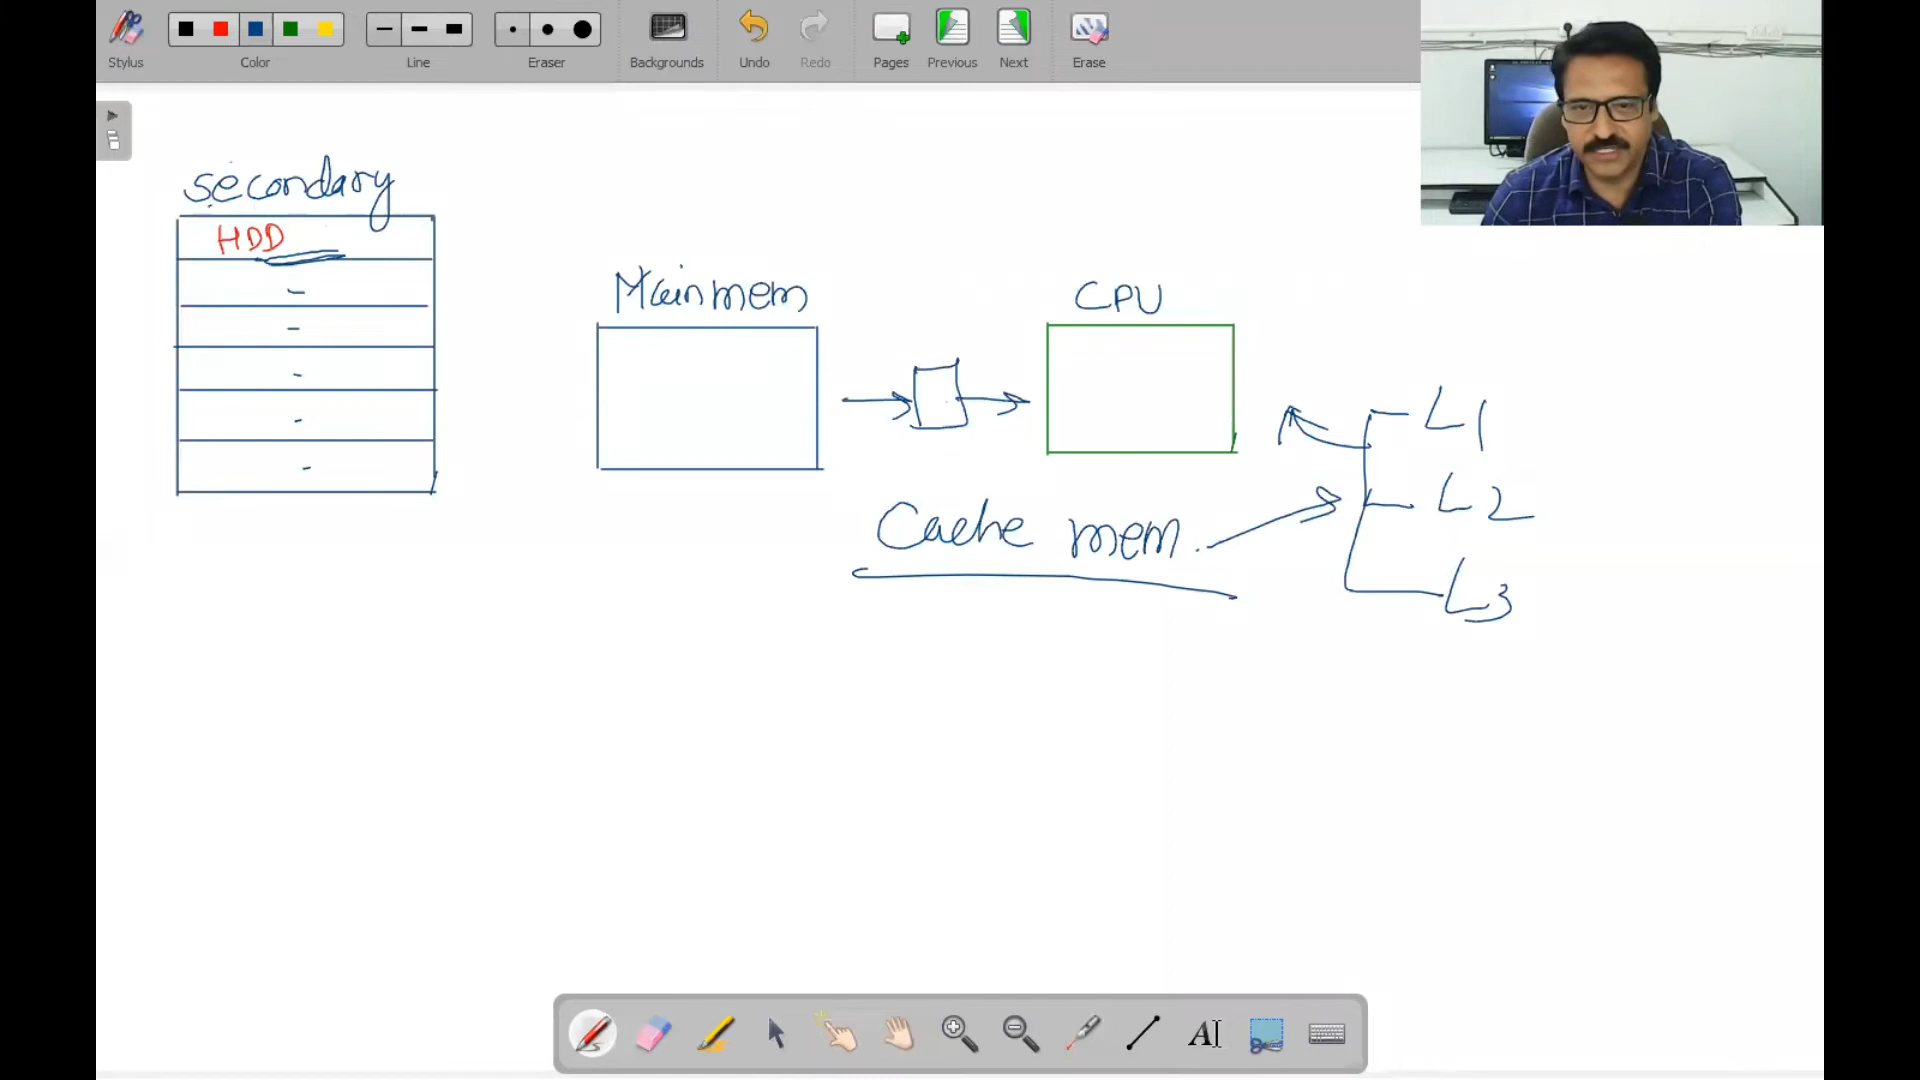 Stylus
Color
Line
Eraser
Backgrounds
Undo
Redo
Pages
Previous
Next
Erase
secondary
HDD
Main mem
CPU
L1
L2
L3
Cache mem.
A